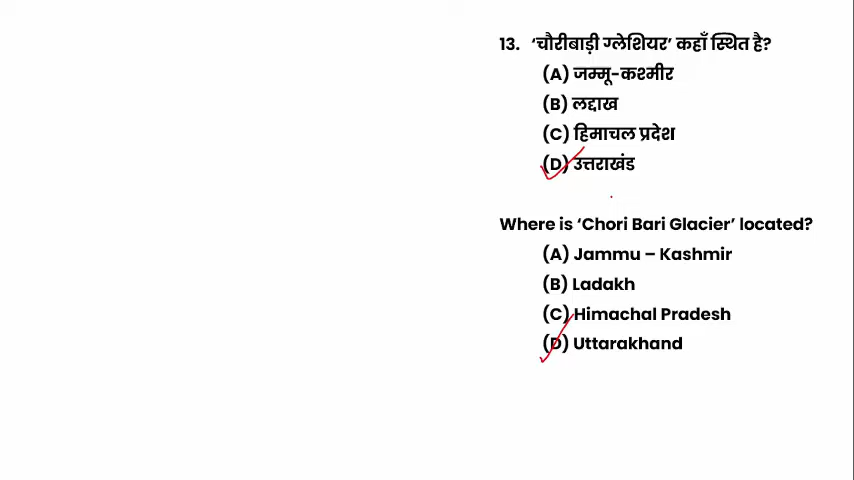 13. ‘चौरीबाड़ी ग्लेशियर’ कहाँ स्थित है?
(A) जम्मू-कश्मीर
(B) लद्दाख
(C) हिमाचल प्रदेश
(D) उत्तराखंड
Where is ‘Chori Bari Glacier’ located?
(A) Jammu – Kashmir
(B) Ladakh
(C) Himachal Pradesh
(D) Uttarakhand